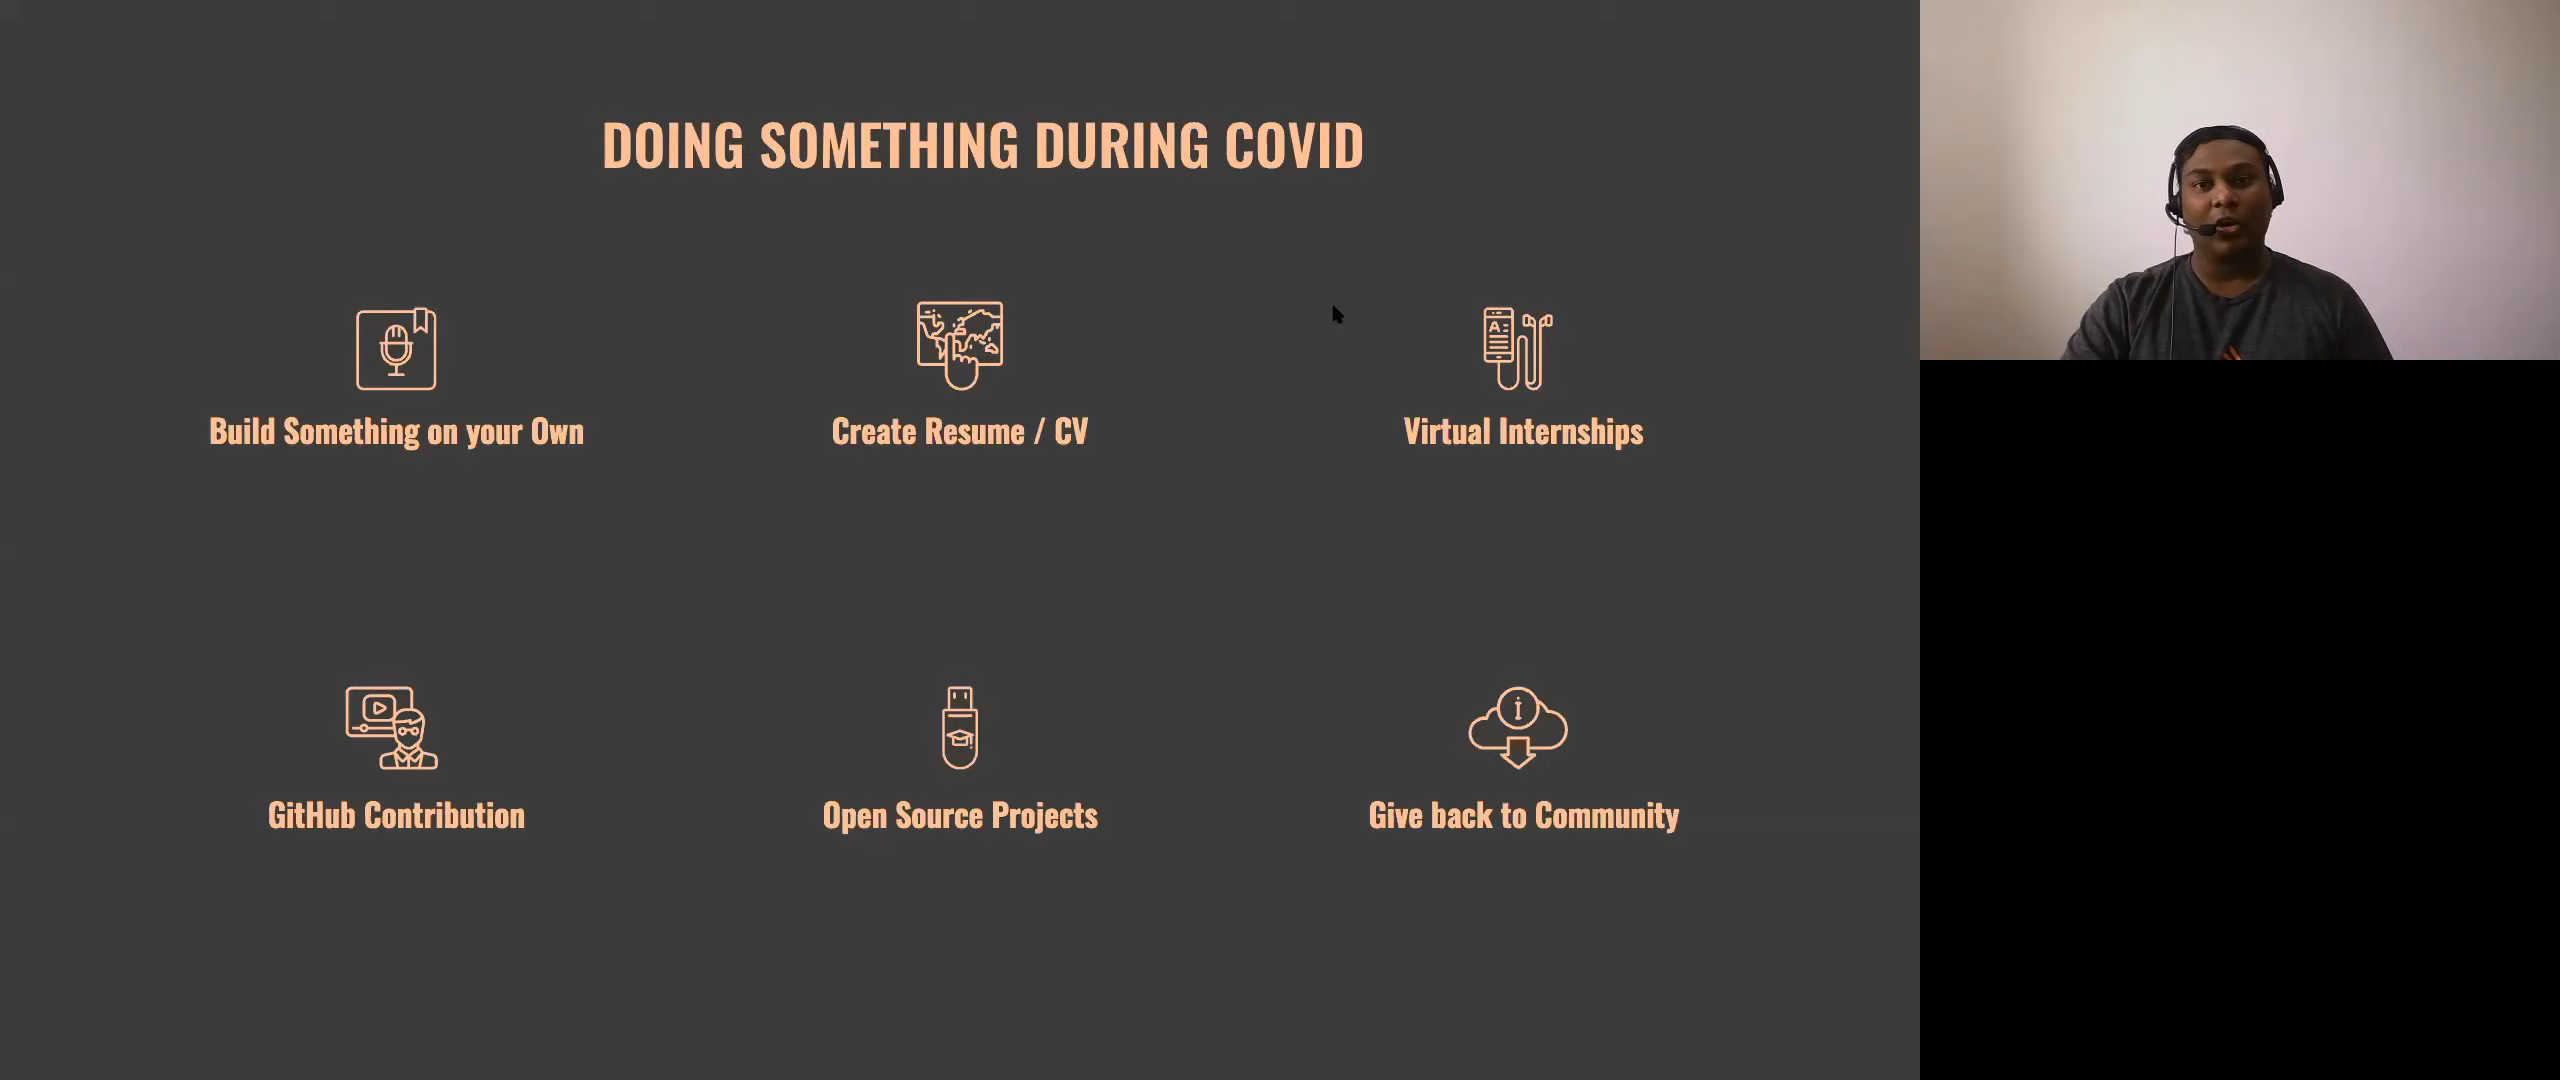 DOING SOMETHING DURING COVID
Build Something on your Own
Create Resume / CV
Virtual Internships
GitHub Contribution
Open Source Projects
Give back to Community